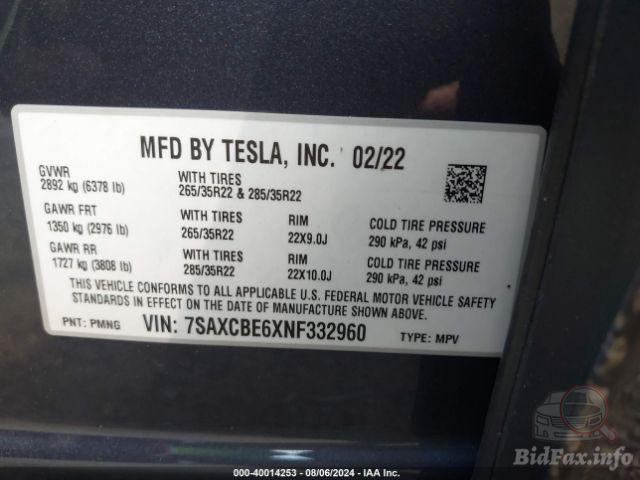 MFD BY TESLA, INC. 02/22
GVWR
2892 kg (6378 lb)
WITH TIRES
265/35R22 & 285/35R22
GAWR FRT
1350 kg (2976 lb)
WITH TIRES
265/35R22
RIM
22X9.0J
COLD TIRE PRESSURE
290 kPa, 42 psi
GAWR RR
1727 kg (3808 lb)
WITH TIRES
285/35R22
RIM
22X10.0J
COLD TIRE PRESSURE
290 kPa, 42 psi
THIS VEHICLE CONFORMS TO ALL APPLICABLE U.S. FEDERAL MOTOR VEHICLE SAFETY
STANDARDS IN EFFECT ON THE DATE OF MANUFACTURE SHOWN ABOVE.
PNT: PMNG
VIN: 7SAXCBE6XNF332960
TYPE: MPV
BidFax.info
000-40014253 - 08/06/2024 - IAA Inc.